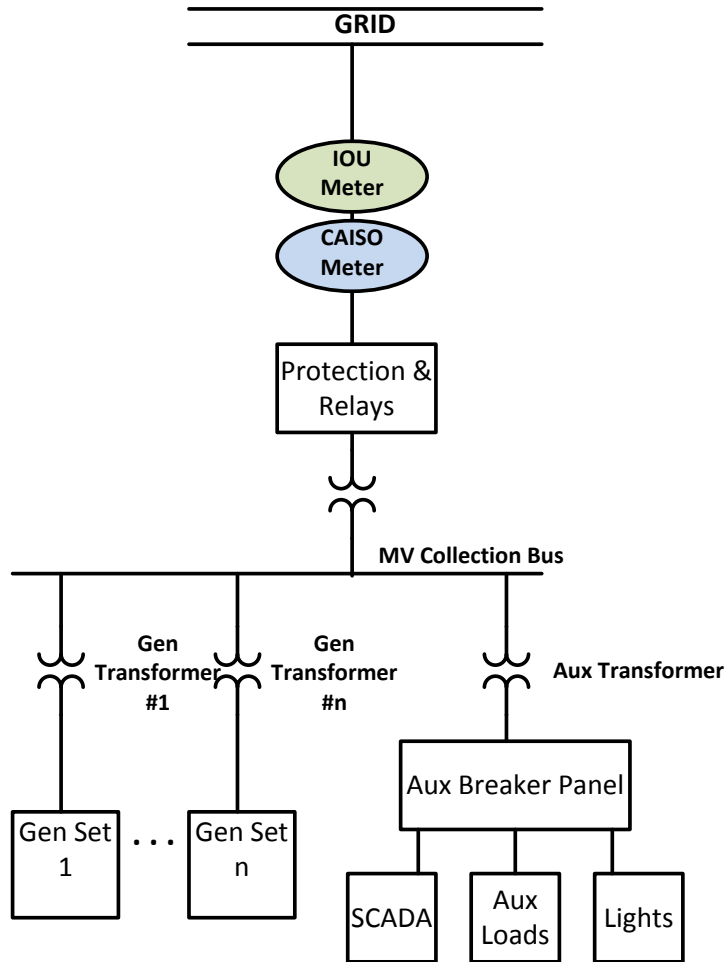 GRID
IOU
Meter
CAISO
Meter
Protection &
Relays
MV Collection Bus
Gen
Transformer
#1
Gen
Transformer
#n
Aux Transformer
Aux Breaker Panel
Gen Set
1
. . .
Gen Set
n
SCADA
Aux
Loads
Lights